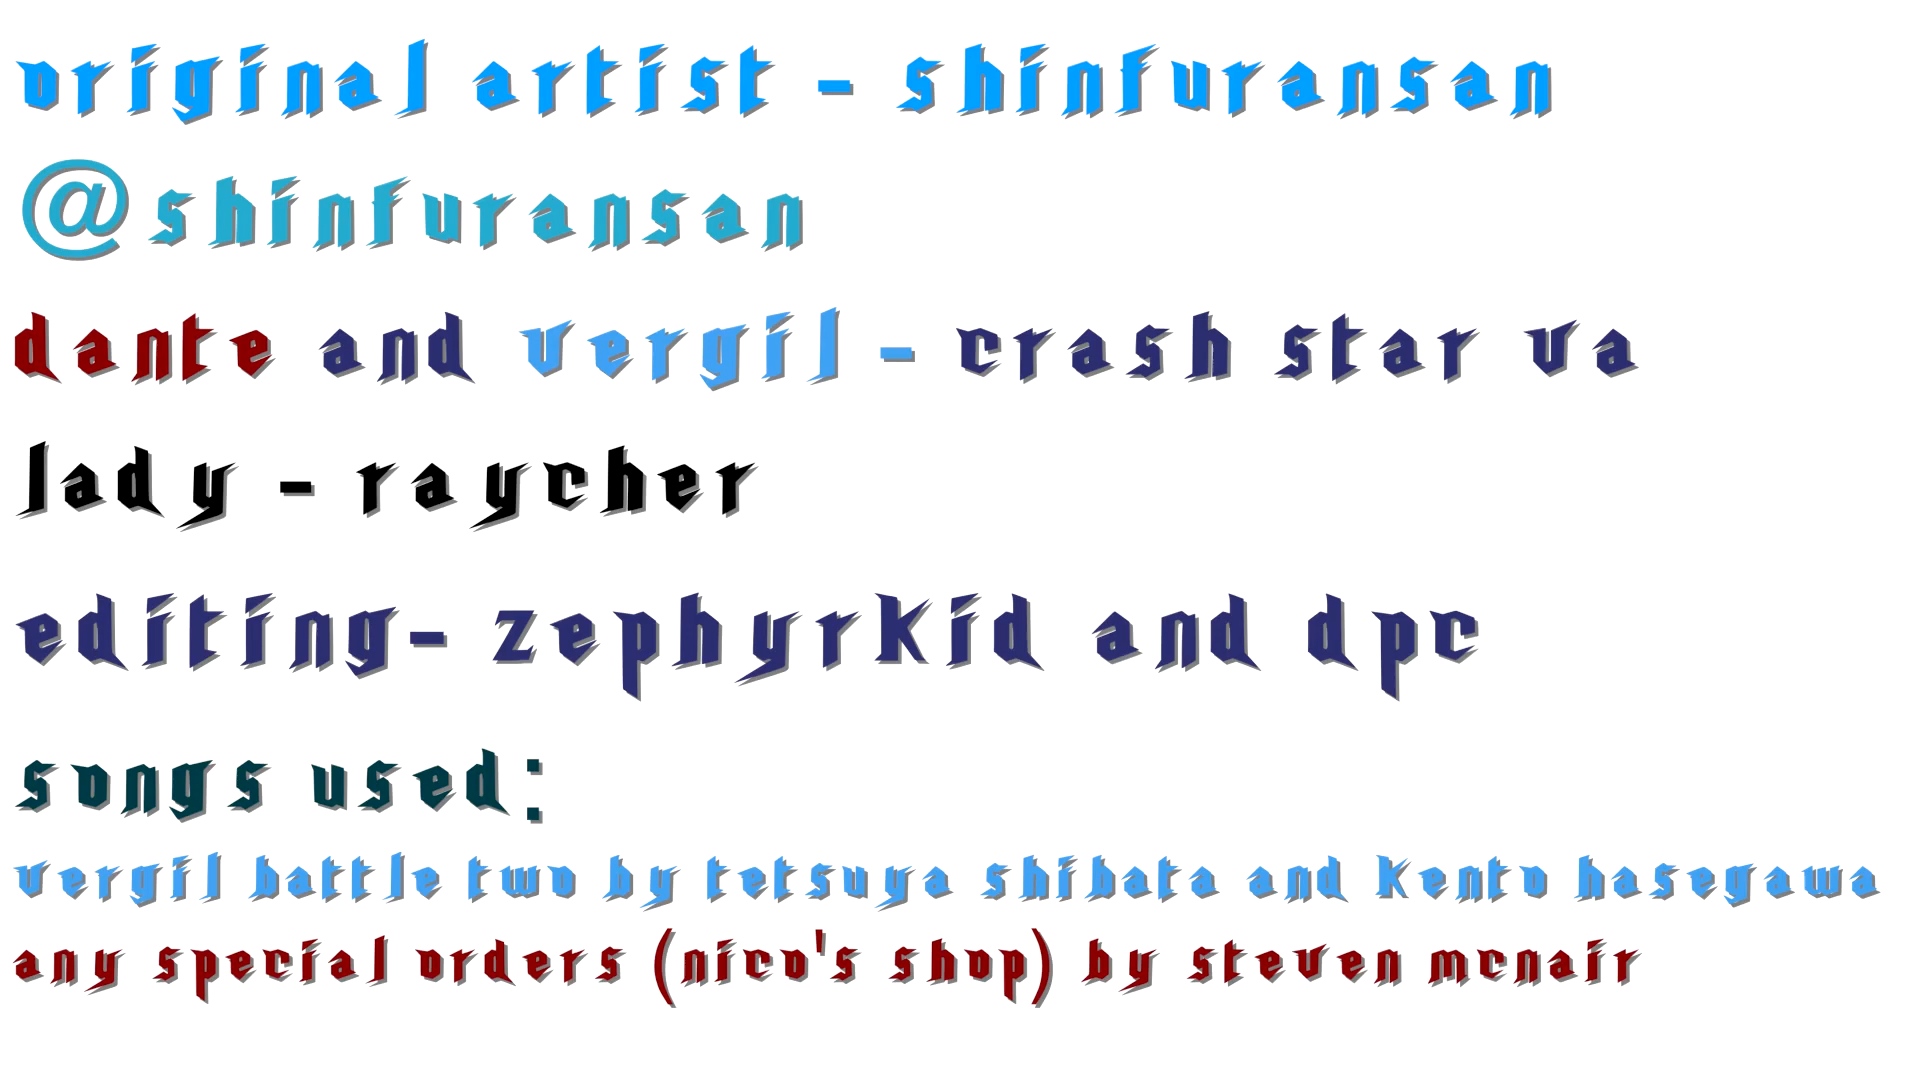 original artist - shinfuransan
@shinfuransan
dante and vergil - crash star va
lady - raycher
editing- zephyrkid and dpc
songs used:
vergil battle two by tetsuya shibata and kento hasegawa
any special orders (nico's shop) by steven mcnair